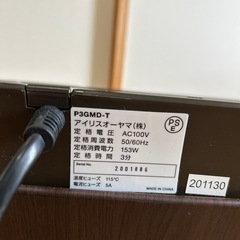 P3GMD-T
アイリスオーヤマ(株)
定格電圧 AC100V
定格周波数 50/60Hz
定格消費電力 153W
定格時間 3分
Serial No. 2001886
温度ヒューズ 115℃
電流ヒューズ 5A
MADE IN CHINA
PSE
201130